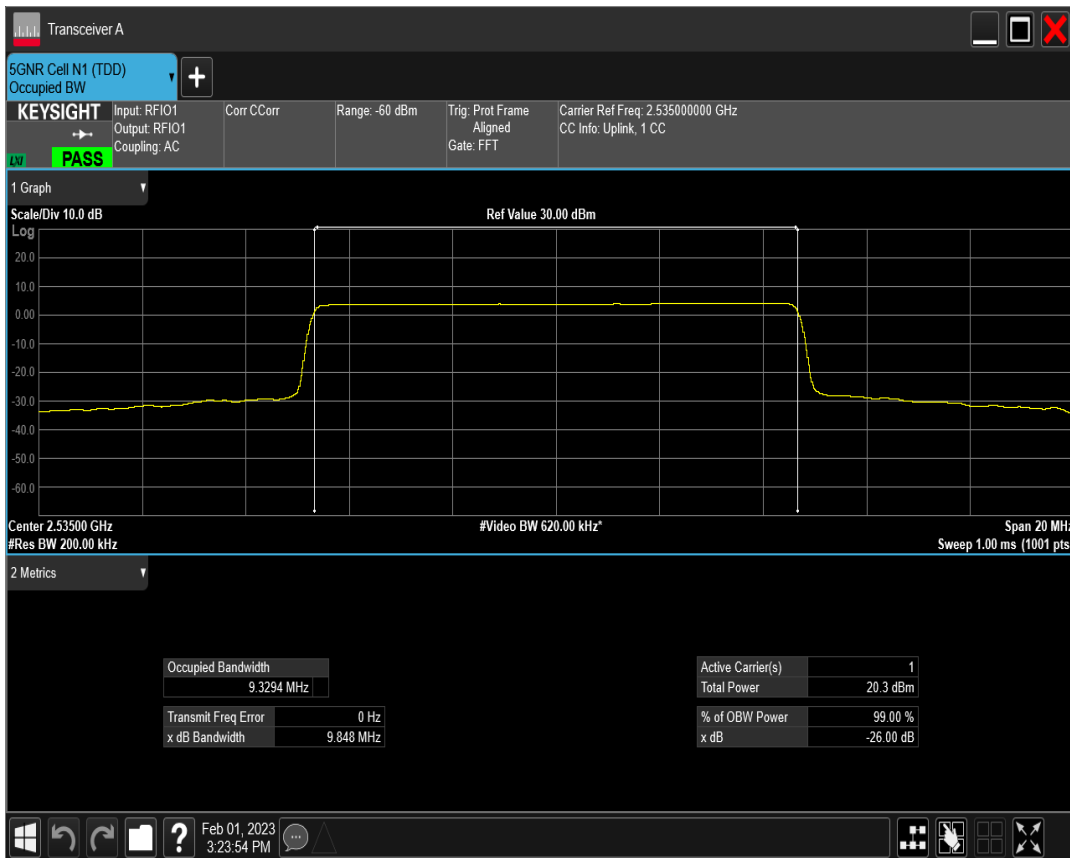 Transceiver A
5GNR Cell N1 (TDD)
Occupied BW
+
KEYSIGHT
LXI
PASS
Input: RFIO1
Output: RFIO1
Coupling: AC
Corr CCorr
Range: -60 dBm
Trig: Prot Frame
Aligned
Gate: FFT
Carrier Ref Freq: 2.535000000 GHz
CC Info: Uplink, 1 CC
1 Graph
Scale/Div 10.0 dB
Ref Value 30.00 dBm
Log
20.0
10.0
0.00
-10.0
-20.0
-30.0
-40.0
-50.0
-60.0
Center 2.53500 GHz
#Video BW 620.00 kHz*
Span 20 MHz
#Res BW 200.00 kHz
Sweep 1.00 ms (1001 pts
2 Metrics
Occupied Bandwidth
9.3294 MHz
Transmit Freq Error 0 Hz
x dB Bandwidth 9.848 MHz
Active Carrier(s) 1
Total Power 20.3 dBm
% of OBW Power 99.00 %
x dB -26.00 dB
?
Feb 01, 2023
3:23:54 PM